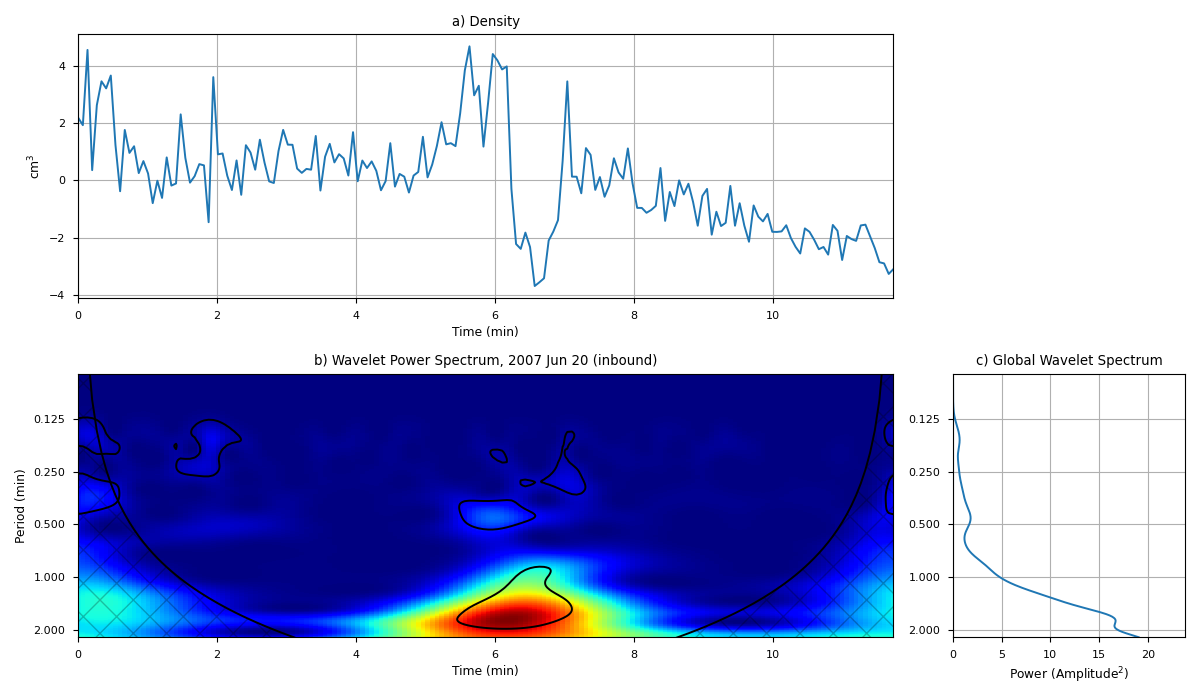 a) Density
4
2
0
−2
−4
cm³
0 2 4 6 8 10
Time (min)
b) Wavelet Power Spectrum, 2007 Jun 20 (inbound)
0.125
0.250
0.500
1.000
2.000
Period (min)
0 2 4 6 8 10
Time (min)
c) Global Wavelet Spectrum
0.125
0.250
0.500
1.000
2.000
0 5 10 15 20
Power (Amplitude²)